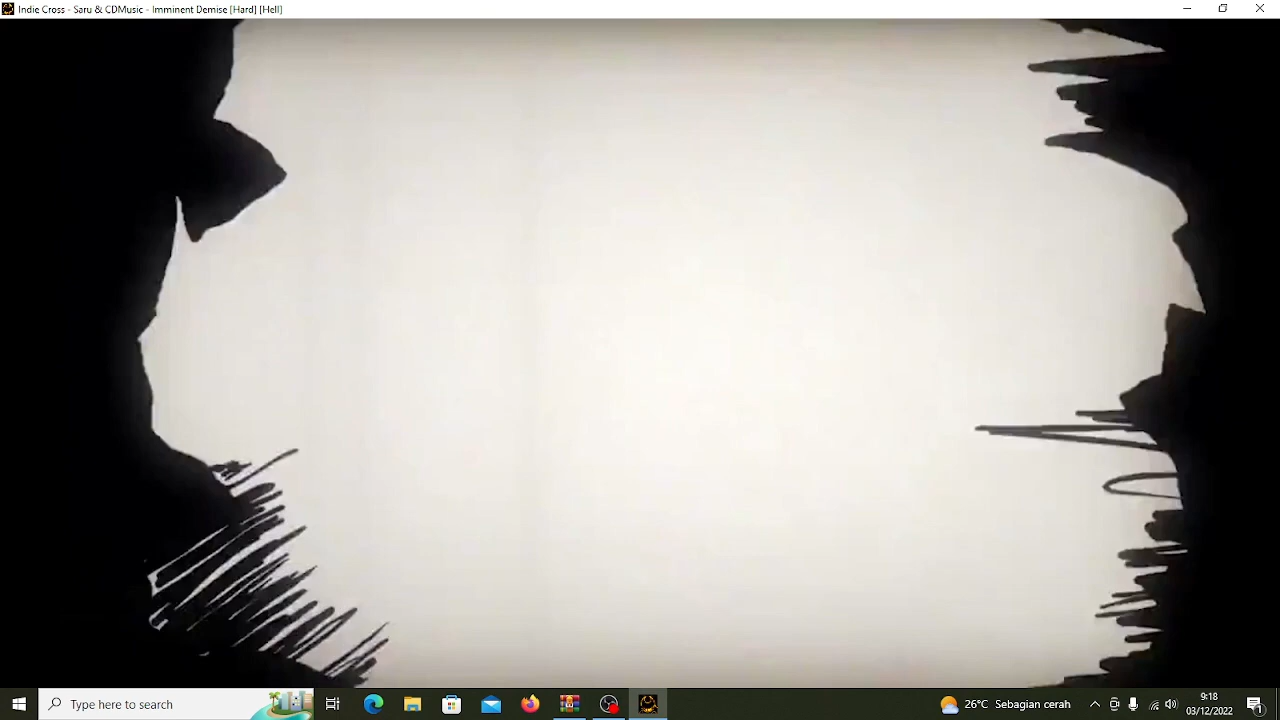 Indie Cross - Saru & CDMusic - Imminent Demise [Hard] [Hell]
Type here to search
26°C Sebagian cerah
9:18
03/12/2022
1